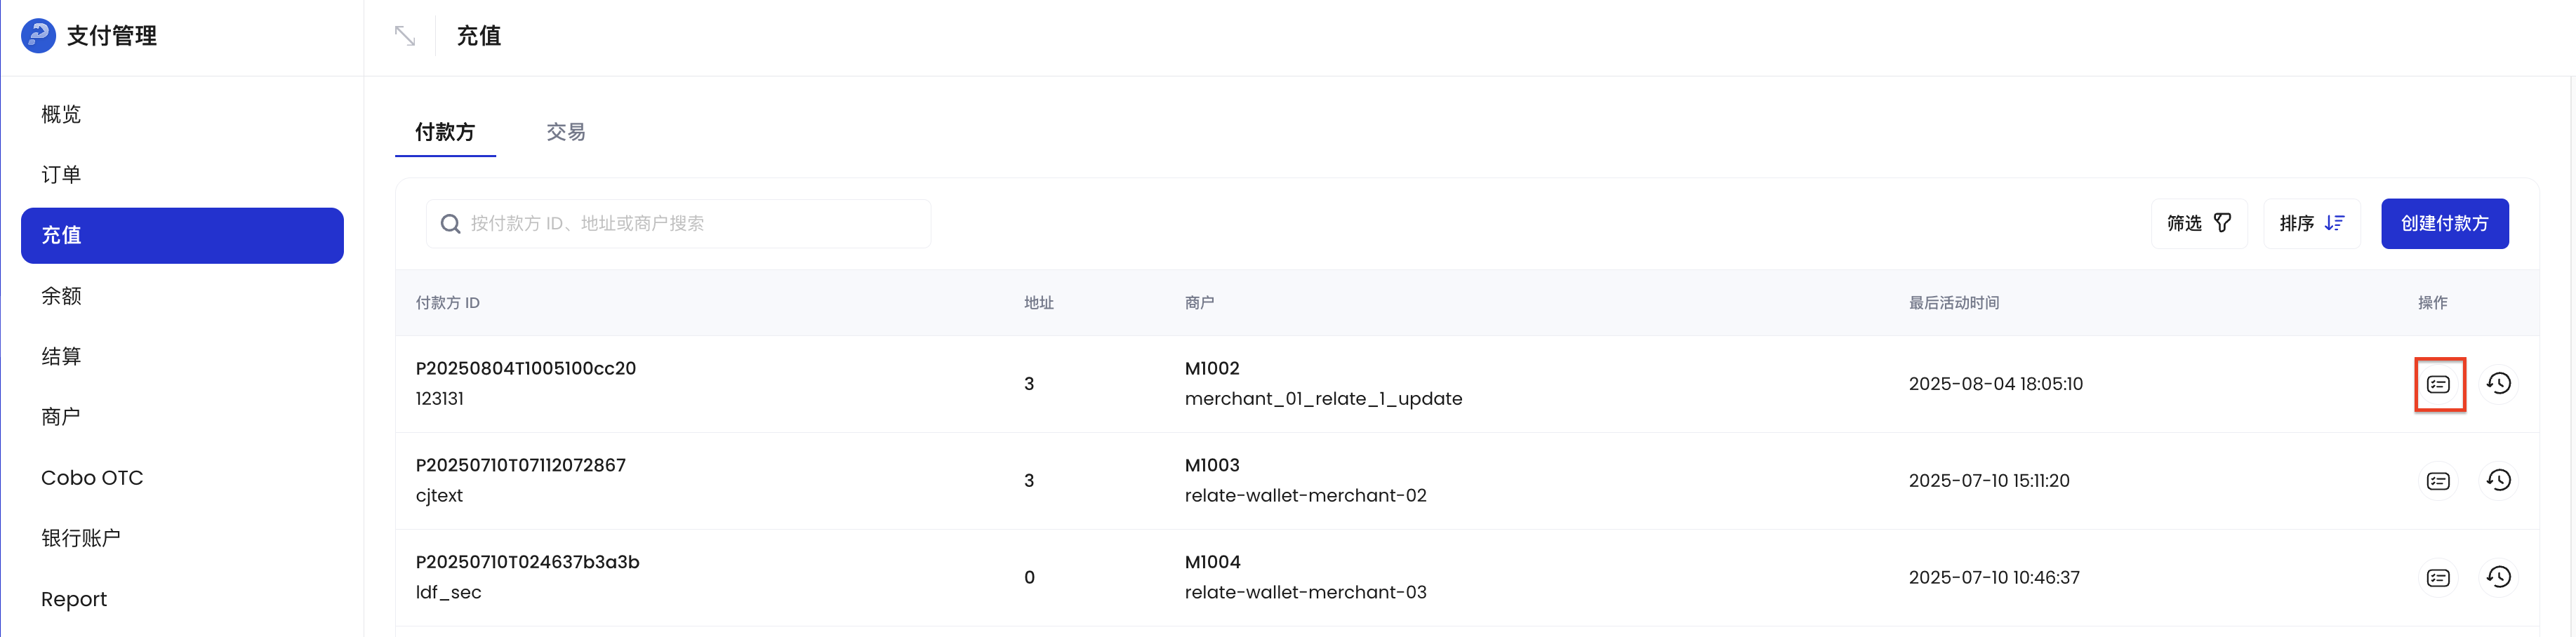 支付管理
充值
概览
订单
充值
余额
结算
商户
Cobo OTC
银行账户
Report
付款方
交易
按付款方 ID、地址或商户搜索
筛选
排序
创建付款方
付款方 ID
地址
商户
最后活动时间
操作
P20250804T1005100cc20
123131
3
M1002
merchant_01_relate_1_update
2025-08-04 18:05:10
P20250710T07112072867
cjtext
3
M1003
relate-wallet-merchant-02
2025-07-10 15:11:20
P20250710T024637b3a3b
ldf_sec
0
M1004
relate-wallet-merchant-03
2025-07-10 10:46:37